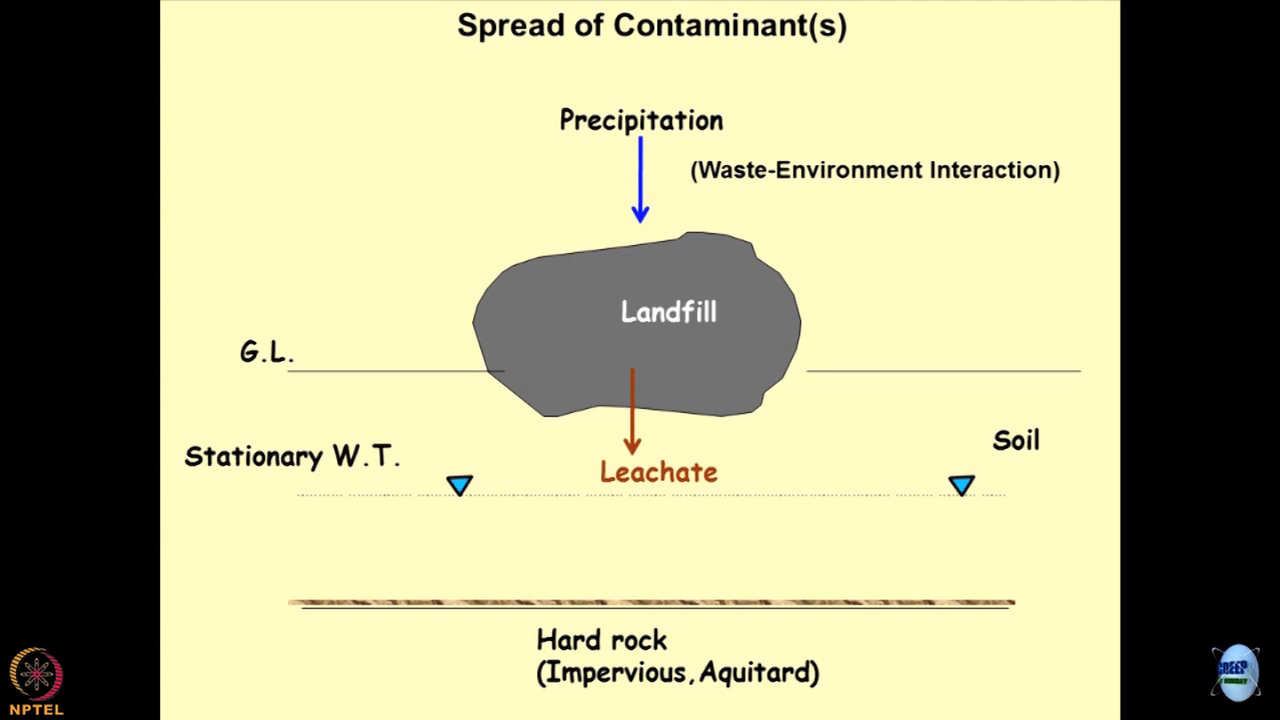 Spread of Contaminant(s)
Precipitation
(Waste-Environment Interaction)
Landfill
G.L.
Soil
Stationary W.T.
Leachate
Hard rock
(Impervious, Aquitard)
NPTEL